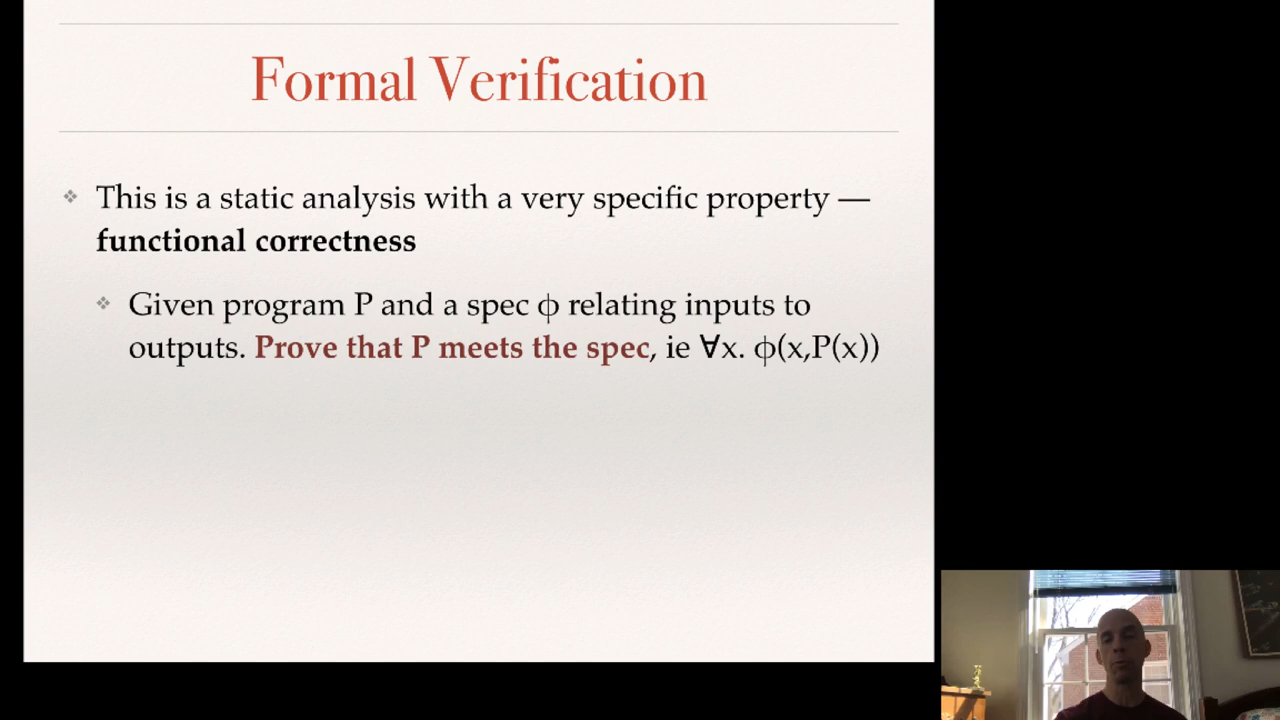 Formal Verification
This is a static analysis with a very specific property —
functional correctness
Given program P and a spec ϕ relating inputs to
outputs. Prove that P meets the spec, ie ∀x. ϕ(x,P(x))